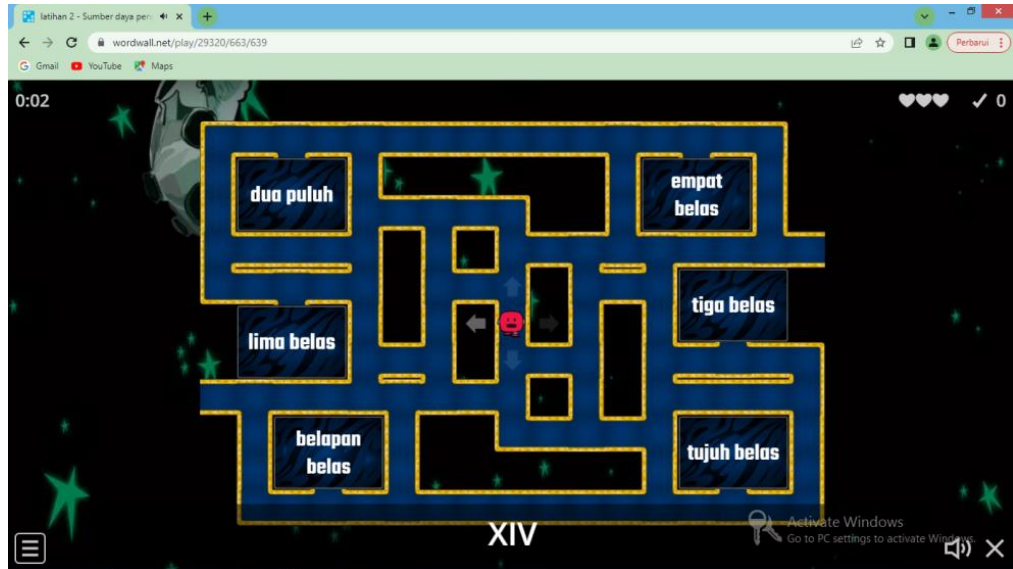 latihan 2 - Sumber daya pen
wordwall.net/play/29320/663/639
Perbarui
Gmail YouTube Maps
0:02
0
dua puluh
empat
belas
tiga belas
lima belas
belapan
belas
tujuh belas
XIV
Activate Windows
Go to PC settings to activate Windows.